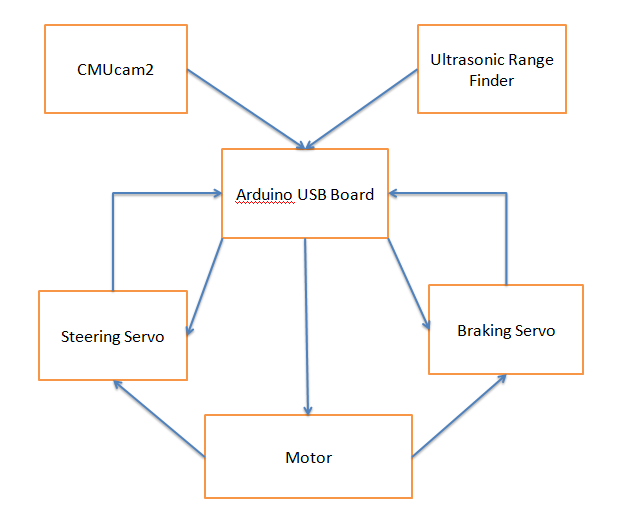 CMUcam2
Ultrasonic Range
Finder
Arduino USB Board
Steering Servo
Braking Servo
Motor